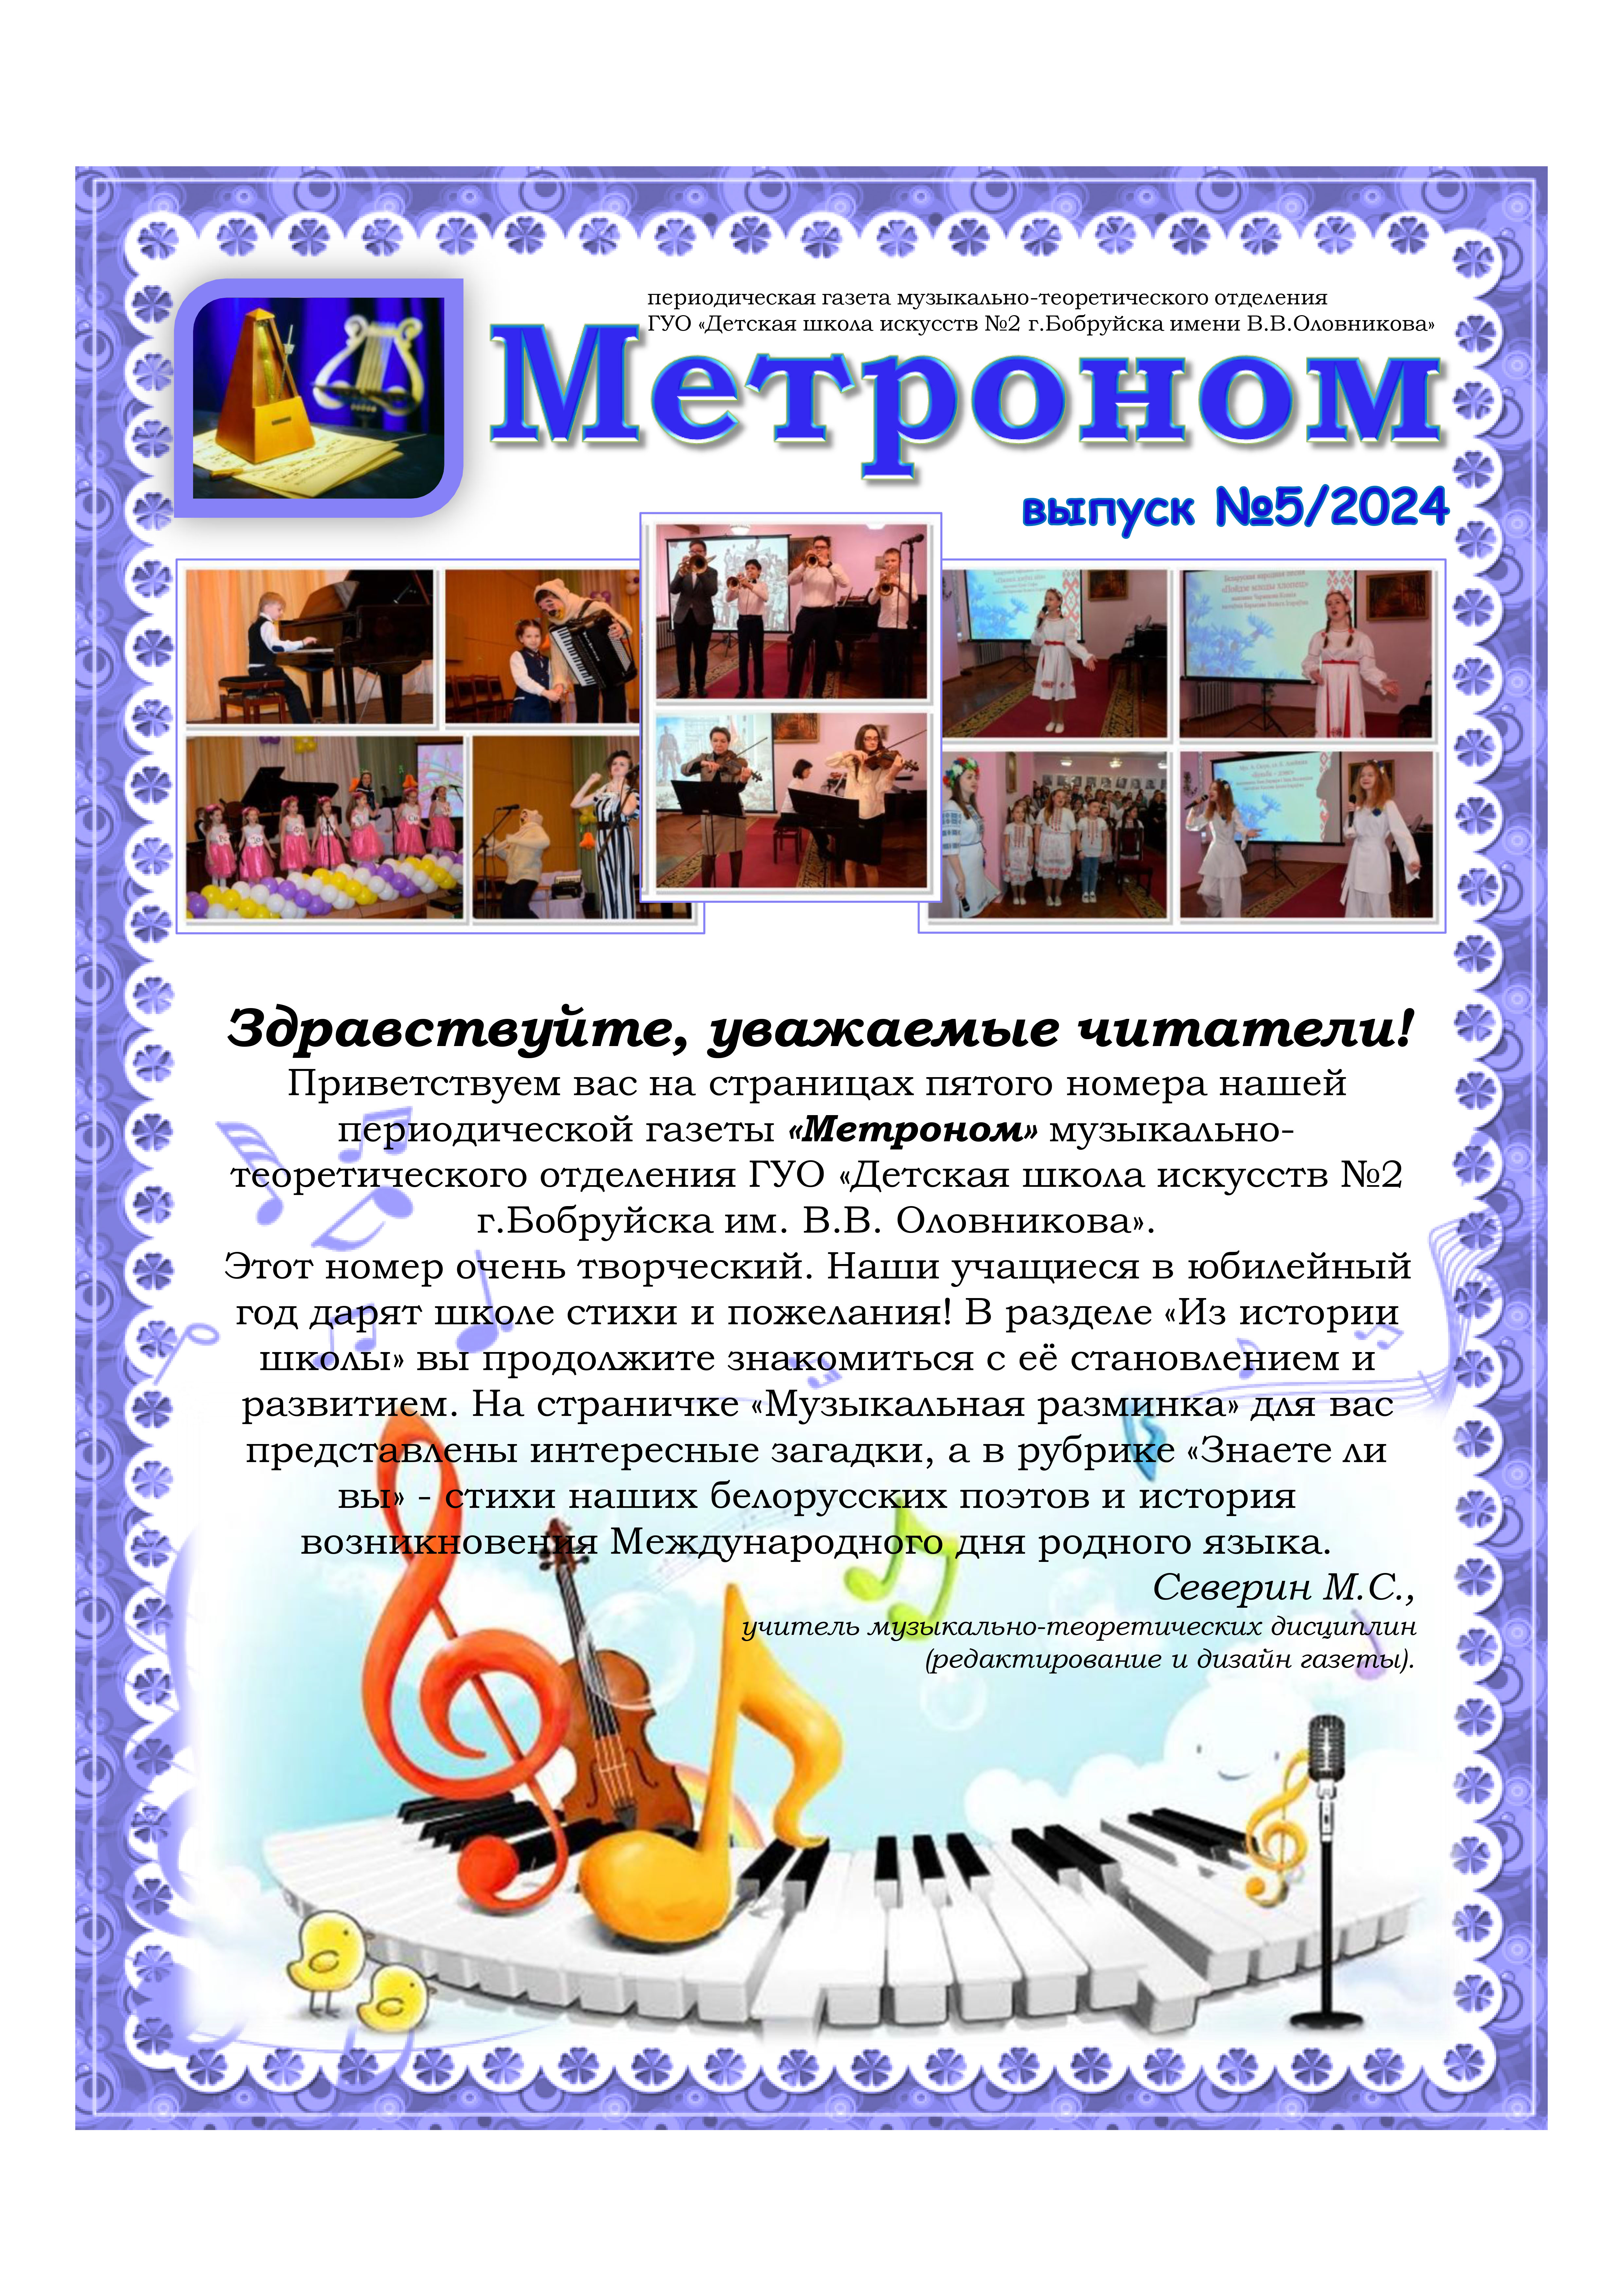 периодическая газета музыкально-теоретического отделения
ГУО «Детская школа искусств №2 г.Бобруйска имени В.В.Оловникова»
Метроном
выпуск №5/2024
Здравствуйте, уважаемые читатели!
Приветствуем вас на страницах пятого номера нашей
периодической газеты «Метроном» музыкально-
теоретического отделения ГУО «Детская школа искусств №2
г.Бобруйска им. В.В. Оловникова».
Этот номер очень творческий. Наши учащиеся в юбилейный
год дарят школе стихи и пожелания! В разделе «Из истории
школы» вы продолжите знакомиться с её становлением и
развитием. На страничке «Музыкальная разминка» для вас
представлены интересные загадки, а в рубрике «Знаете ли
вы» - стихи наших белорусских поэтов и история
возникновения Международного дня родного языка.
Северин М.С.,
учитель музыкально-теоретических дисциплин
(редактирование и дизайн газеты).